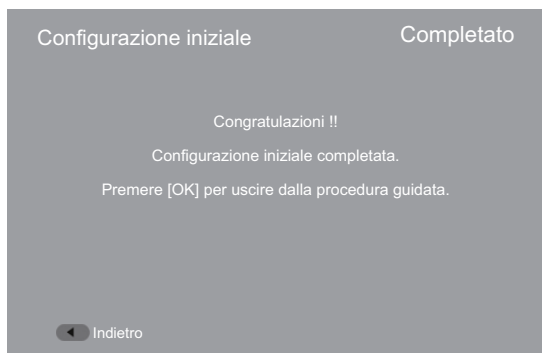 Configurazione iniziale
Completato
Congratulazioni !!
Configurazione iniziale completata.
Premere [OK] per uscire dalla procedura guidata.
Indietro